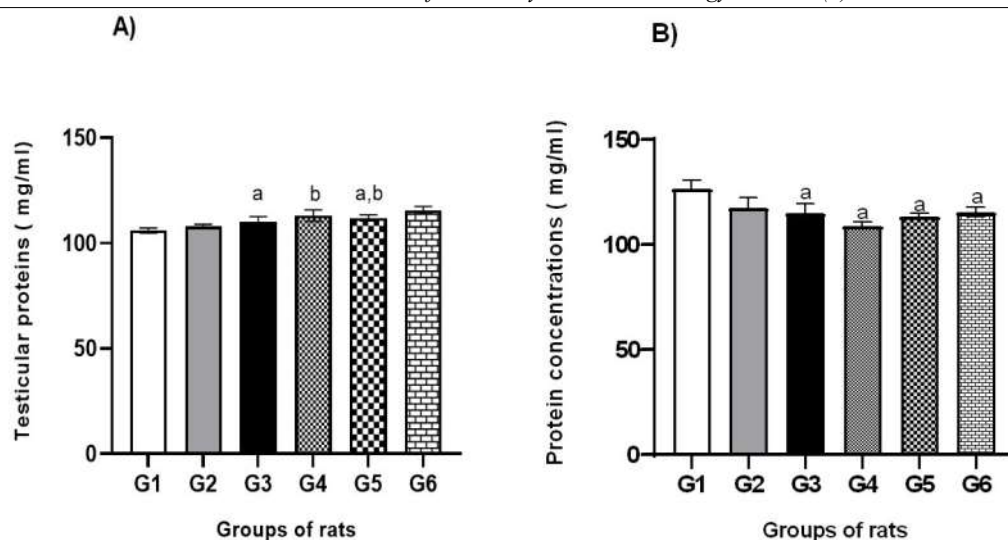 A)
Testicular proteins ( mg/ml)
150
100
50
0
a
b
a,b
G1 G2 G3 G4 G5 G6
Groups of rats
B)
Protein concentrations ( mg/ml)
150
100
50
0
a
a
a
a
G1 G2 G3 G4 G5 G6
Groups of rats